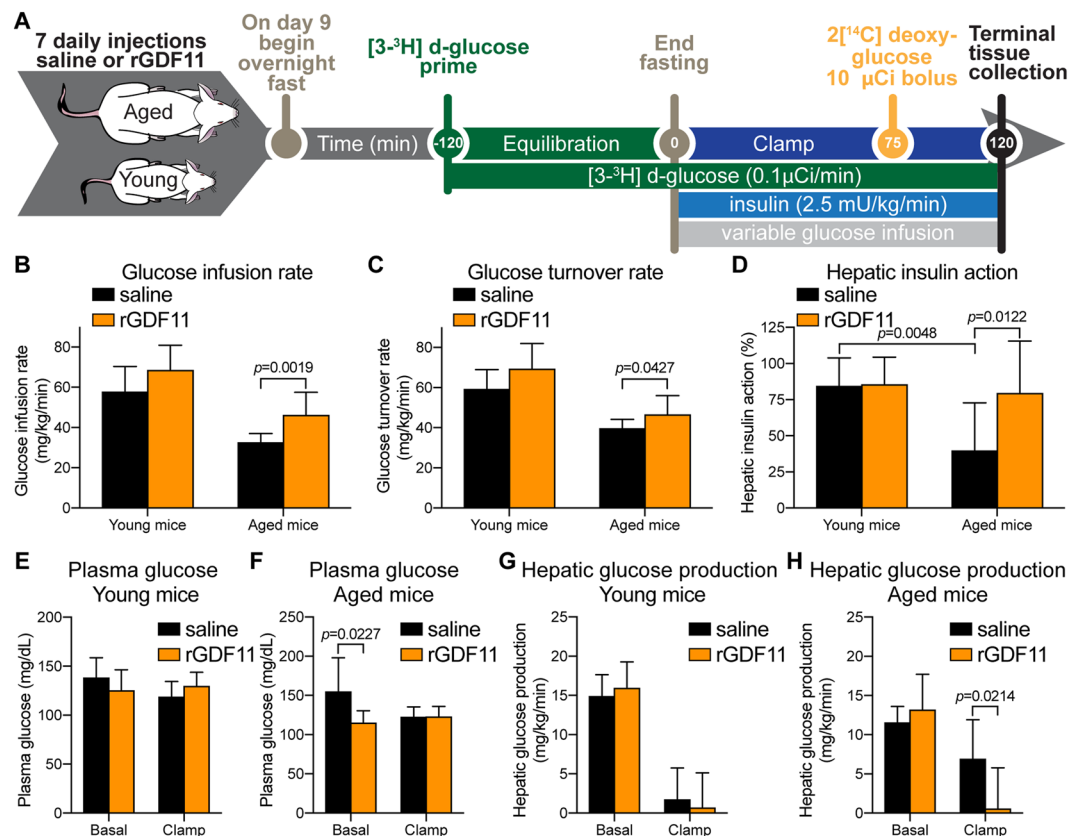 A
7 daily injections
saline or rGDF11
Aged
Young
On day 9
begin
overnight
fast
[3-³H] d-glucose
prime
End
fasting
2[¹⁴C] deoxy-
glucose
10 µCi bolus
Terminal
tissue
collection
Time (min)
-120
Equilibration
0
Clamp
75
120
[3-³H] d-glucose (0.1µCi/min)
insulin (2.5 mU/kg/min)
variable glucose infusion
B
Glucose infusion rate
saline
rGDF11
Glucose infusion rate
(mg/kg/min)
80
60
40
20
0
p=0.0019
Young mice
Aged mice
C
Glucose turnover rate
saline
rGDF11
Glucose turnover rate
(mg/kg/min)
80
60
40
20
0
p=0.0427
Young mice
Aged mice
D
Hepatic insulin action
saline
rGDF11
Hepatic insulin action (%)
125
100
75
50
25
0
p=0.0048
p=0.0122
Young mice
Aged mice
E
Plasma glucose
Young mice
saline
rGDF11
Plasma glucose (mg/dL)
200
150
100
50
0
Basal
Clamp
F
Plasma glucose
Aged mice
saline
rGDF11
Plasma glucose (mg/dL)
250
200
150
100
50
0
p=0.0227
Basal
Clamp
G
Hepatic glucose production
Young mice
saline
rGDF11
Hepatic glucose production
(mg/kg/min)
25
20
15
10
5
0
Basal
Clamp
H
Hepatic glucose production
Aged mice
saline
rGDF11
Hepatic glucose production
(mg/kg/min)
25
20
15
10
5
0
p=0.0214
Basal
Clamp